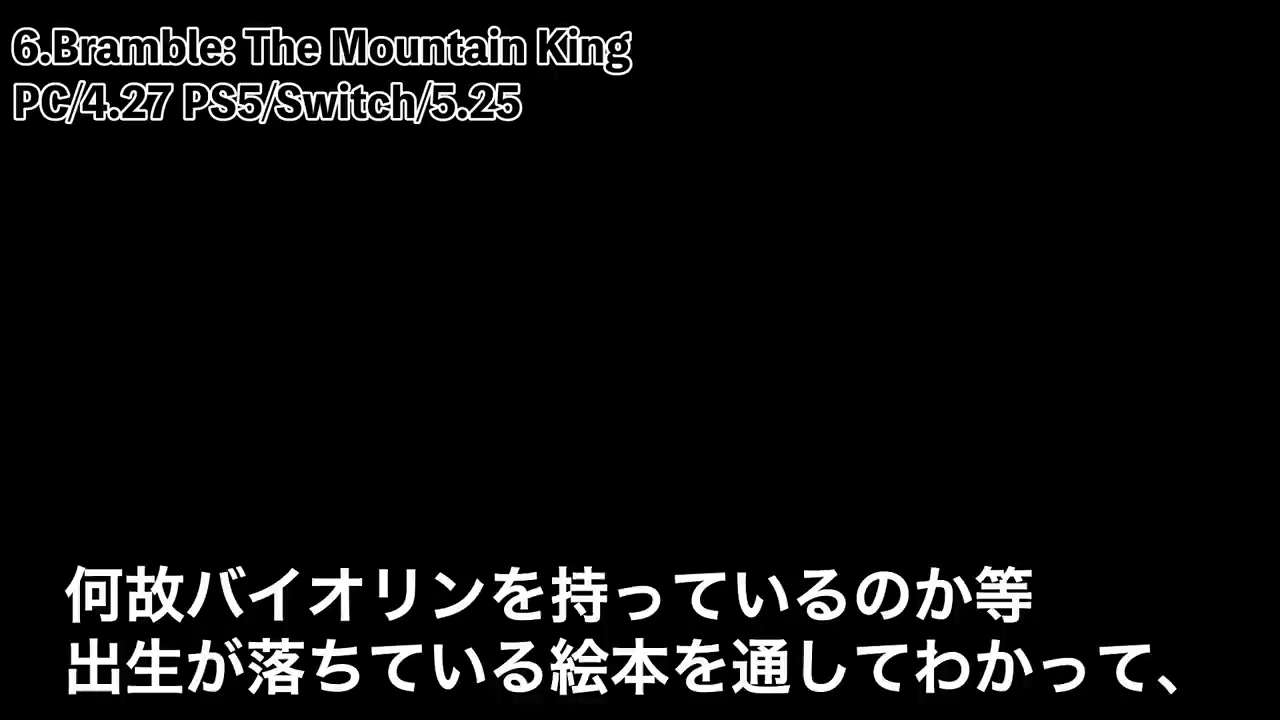 6.Bramble: The Mountain King
PC/4.27 PS5/Switch/5.25
何故バイオリンを持っているのか等
出生が落ちている絵本を通してわかって、